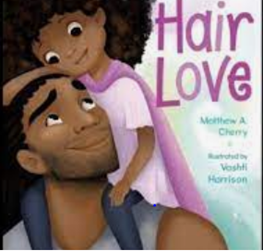 Hair
Love
Matthew A.
Cherry
illustrated by
Vashti
Harrison